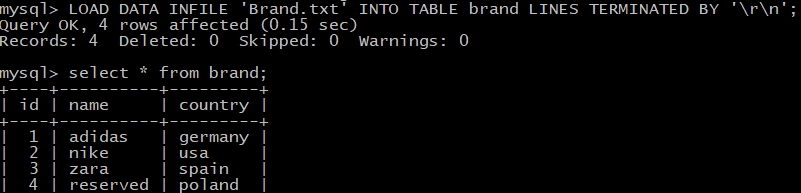 mysql> LOAD DATA INFILE 'Brand.txt' INTO TABLE brand LINES TERMINATED BY '\r\n';
Query OK, 4 rows affected (0.15 sec)
Records: 4  Deleted: 0  Skipped: 0  Warnings: 0

mysql> select * from brand;
+----+----------+---------+
| id | name     | country |
+----+----------+---------+
|  1 | adidas   | germany |
|  2 | nike     | usa     |
|  3 | zara     | spain   |
|  4 | reserved | poland  |